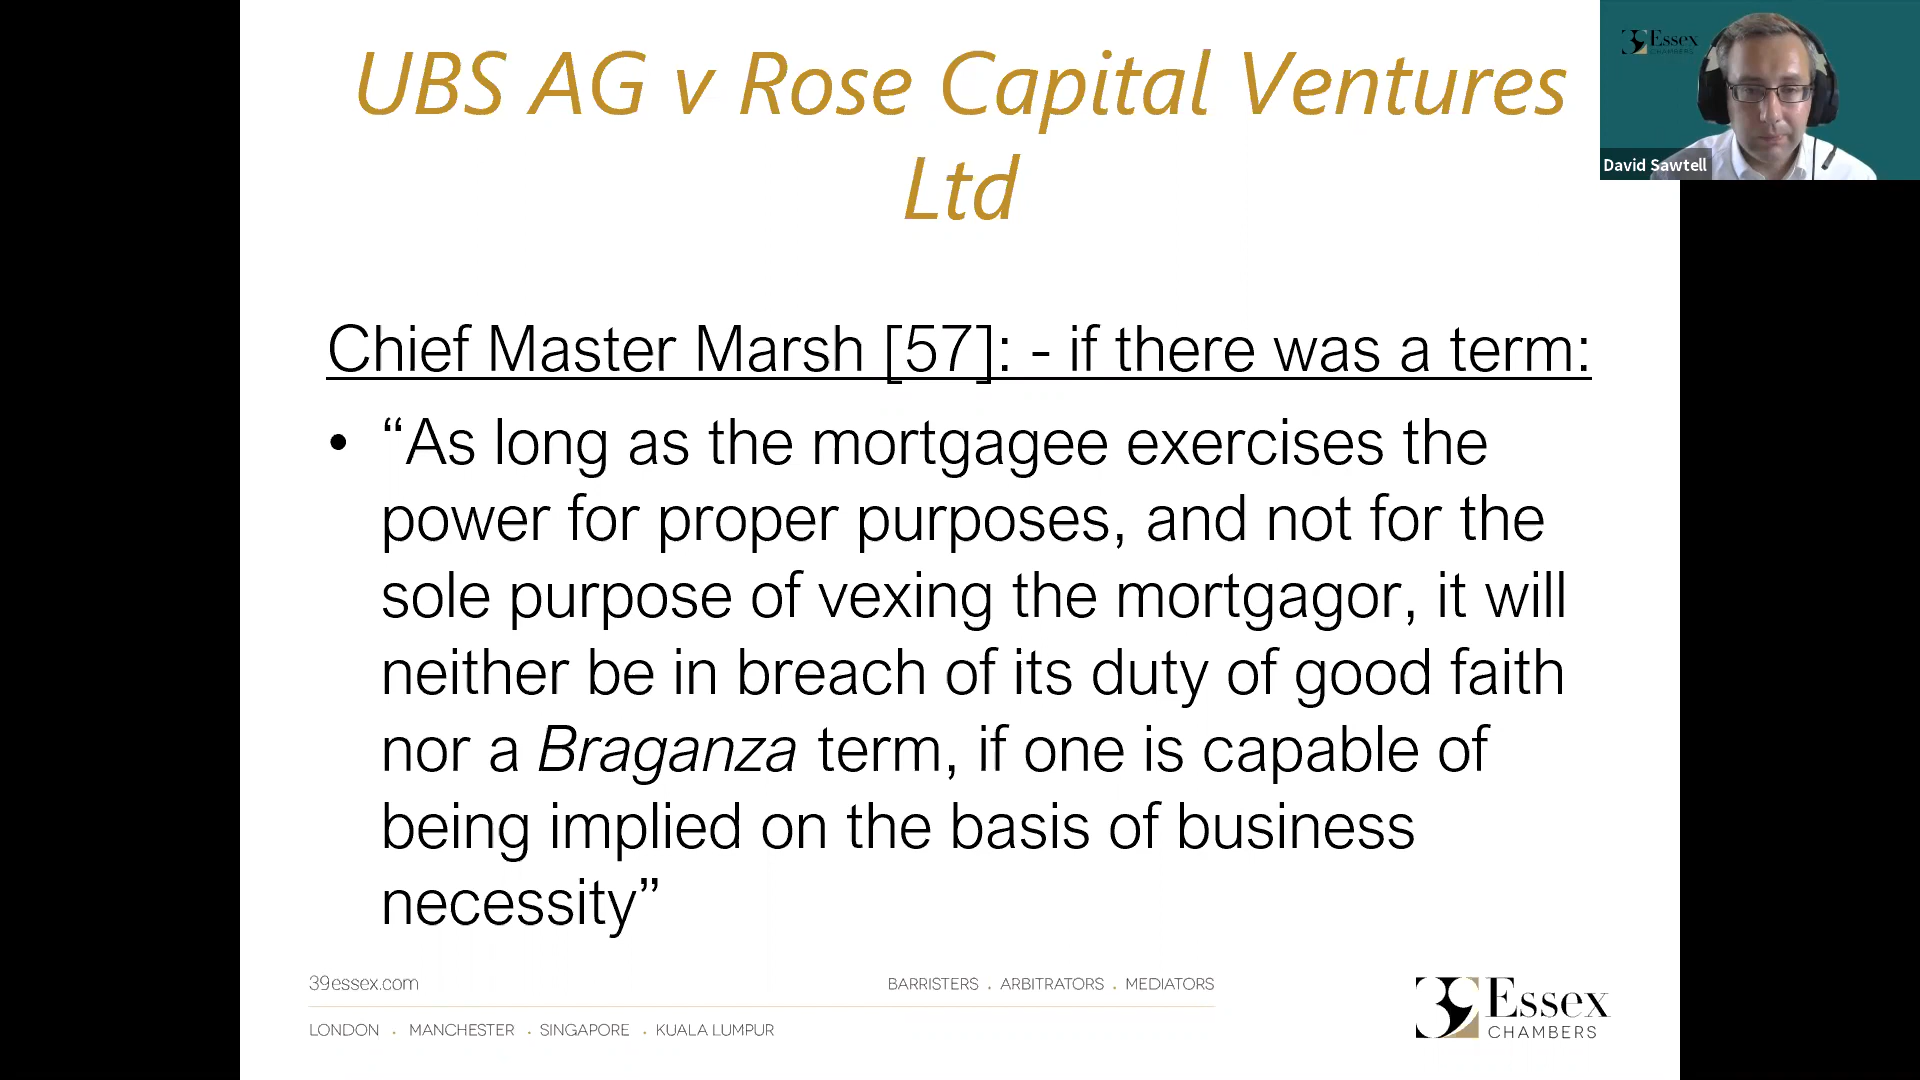 UBS AG v Rose Capital Ventures
Ltd
Chief Master Marsh [57]: - if there was a term:
• “As long as the mortgagee exercises the
power for proper purposes, and not for the
sole purpose of vexing the mortgagor, it will
neither be in breach of its duty of good faith
nor a Braganza term, if one is capable of
being implied on the basis of business
necessity”
39essex.com
BARRISTERS . ARBITRATORS . MEDIATORS
LONDON . MANCHESTER . SINGAPORE . KUALA LUMPUR
39 Essex
CHAMBERS
39 Essex
CHAMBERS
David Sawtell